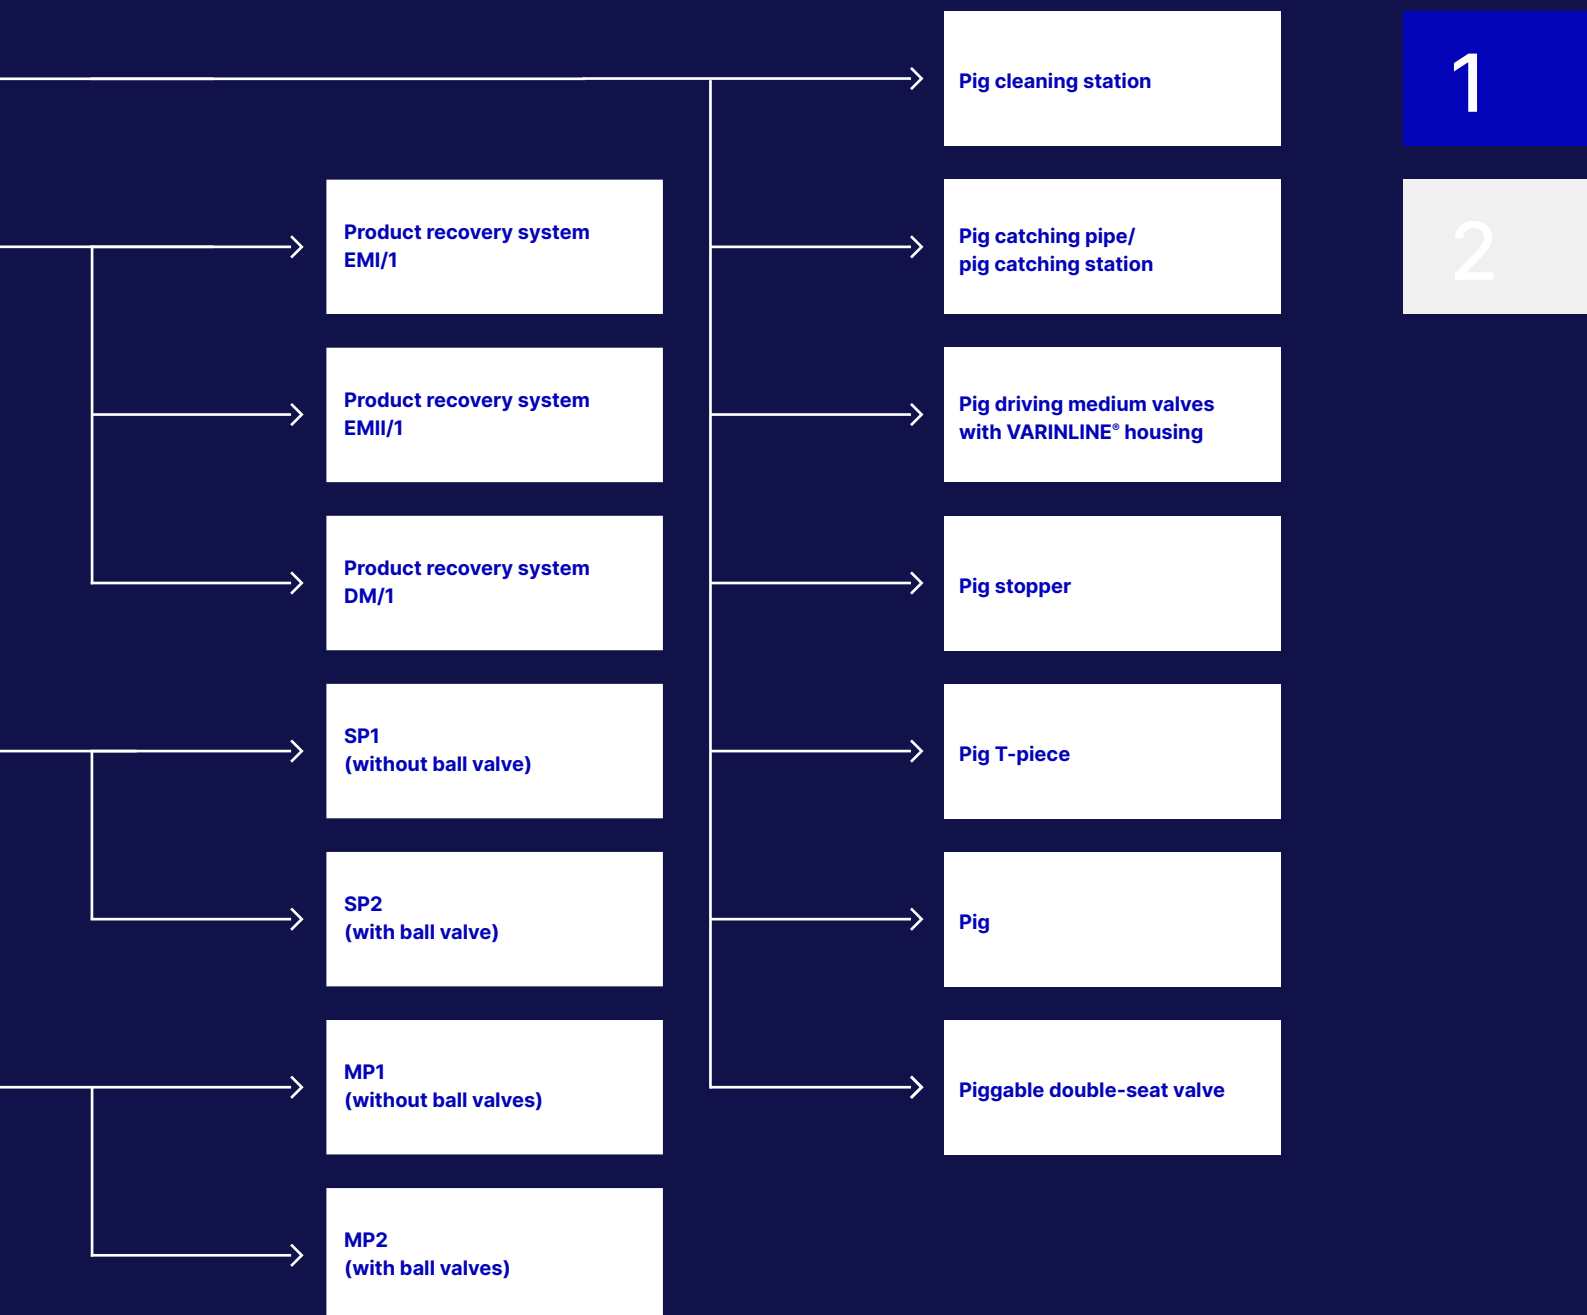 Pig cleaning station
1
Product recovery system
EMI/1
Pig catching pipe/
pig catching station
2
Product recovery system
EMII/1
Pig driving medium valves
with VARINLINE® housing
Product recovery system
DM/1
Pig stopper
SP1
(without ball valve)
Pig T-piece
SP2
(with ball valve)
Pig
MP1
(without ball valves)
Piggable double-seat valve
MP2
(with ball valves)